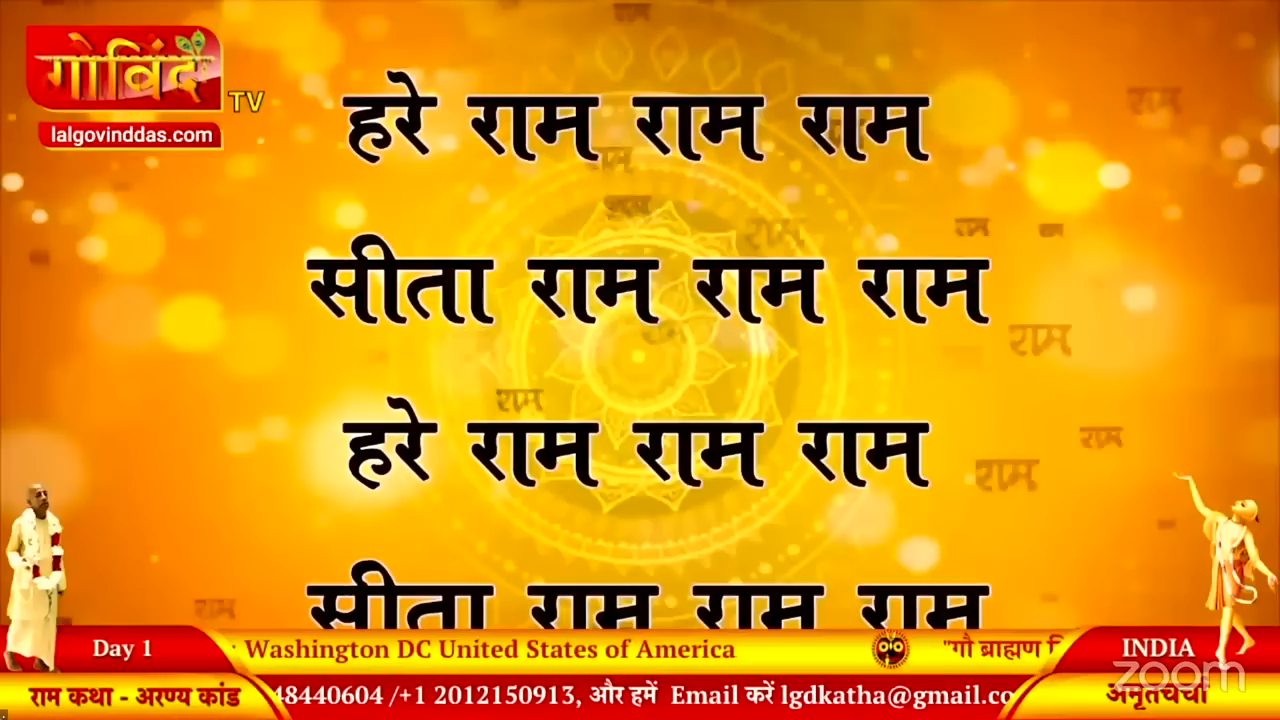 गोविंद TV
lalgovinddas.com
हरे राम राम राम
सीता राम राम राम
हरे राम राम राम
सीता राम राम राम
Day 1
Washington DC United States of America
"गौ ब्राह्मण
INDIA
राम कथा - अरण्य कांड
48440604 /+1 2012150913, और हमें Email करें lgdkatha@gmail.co
अमृतचर्चा
zoom
राम
राम
राम
राम
राम
राम
राम
राम
राम
राम